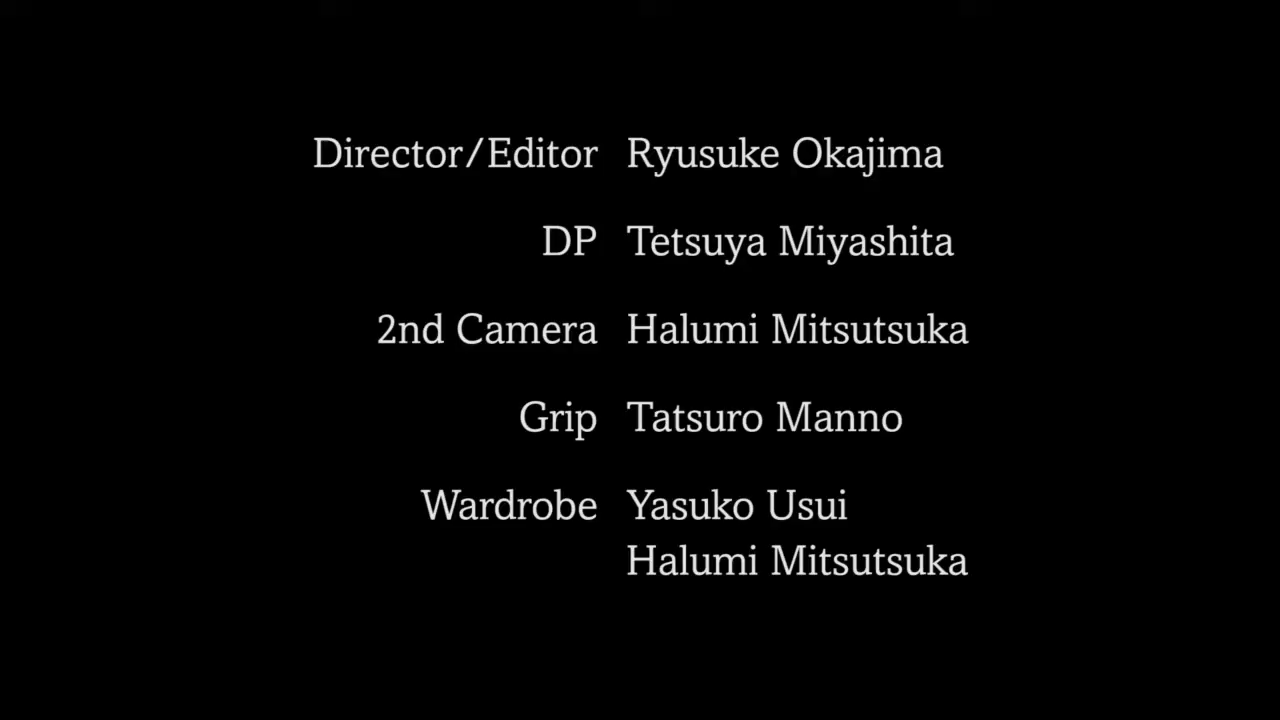 Director/Editor Ryusuke Okajima
DP Tetsuya Miyashita
2nd Camera Halumi Mitsutsuka
Grip Tatsuro Manno
Wardrobe Yasuko Usui
Halumi Mitsutsuka